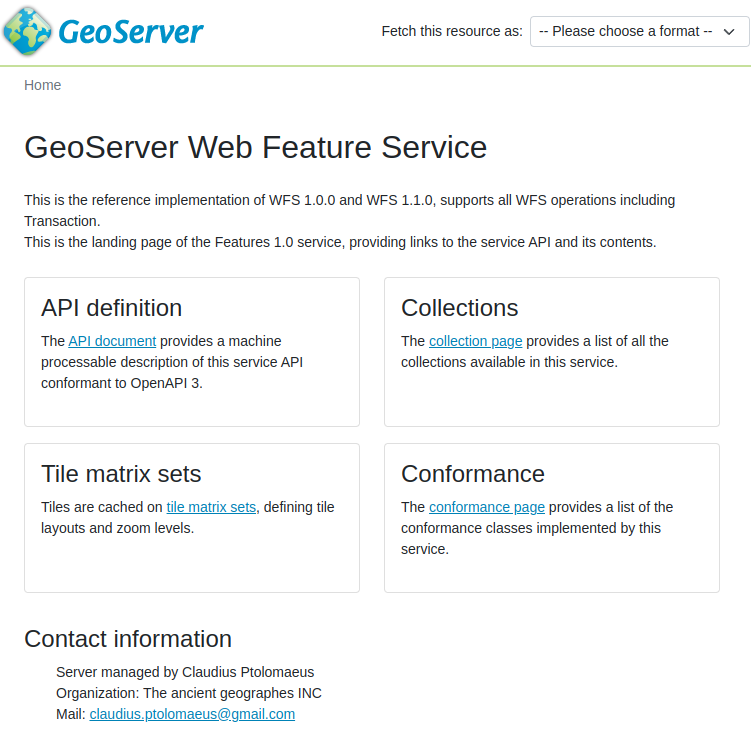 GeoServer
Fetch this resource as:
-- Please choose a format --
Home
GeoServer Web Feature Service
This is the reference implementation of WFS 1.0.0 and WFS 1.1.0, supports all WFS operations including
Transaction.
This is the landing page of the Features 1.0 service, providing links to the service API and its contents.
API definition
The API document provides a machine
processable description of this service API
conformant to OpenAPI 3.
Collections
The collection page provides a list of all the
collections available in this service.
Tile matrix sets
Tiles are cached on tile matrix sets, defining tile
layouts and zoom levels.
Conformance
The conformance page provides a list of the
conformance classes implemented by this
service.
Contact information
Server managed by Claudius Ptolomaeus
Organization: The ancient geographes INC
Mail: claudius.ptolomaeus@gmail.com